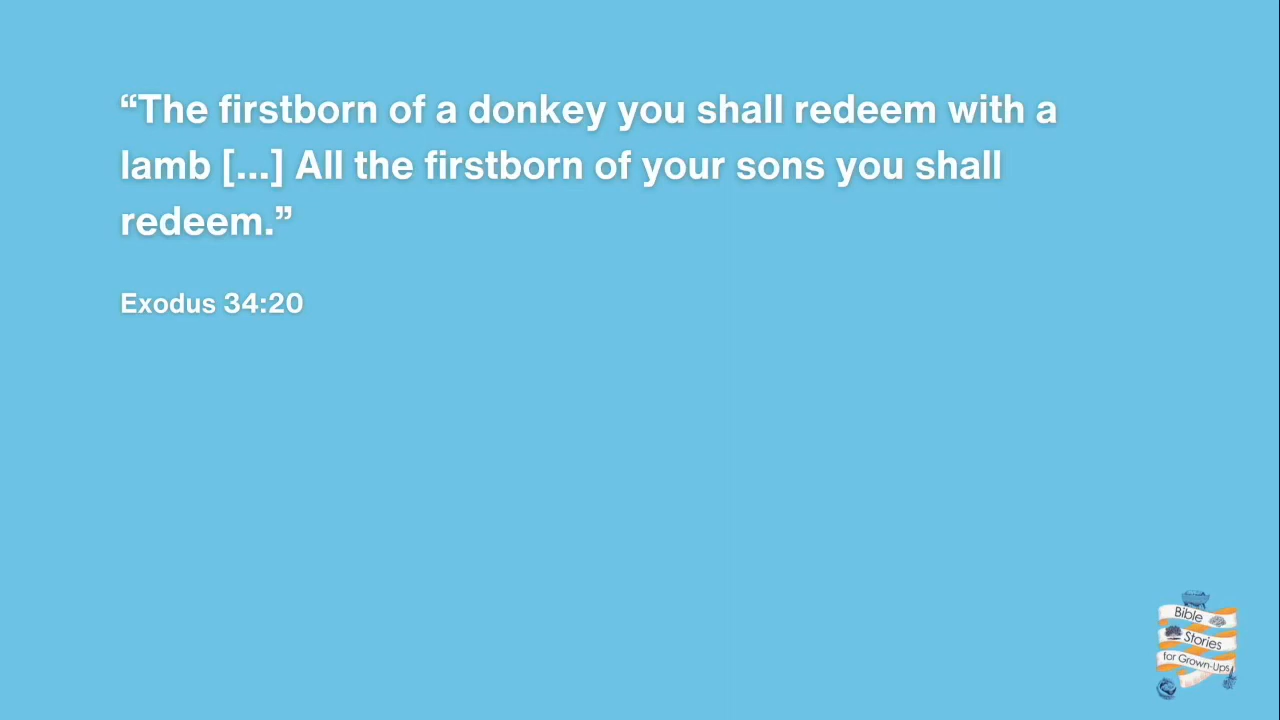 “The firstborn of a donkey you shall redeem with a
lamb [...] All the firstborn of your sons you shall
redeem.”
Exodus 34:20
Bible
Stories
for Grown-Ups